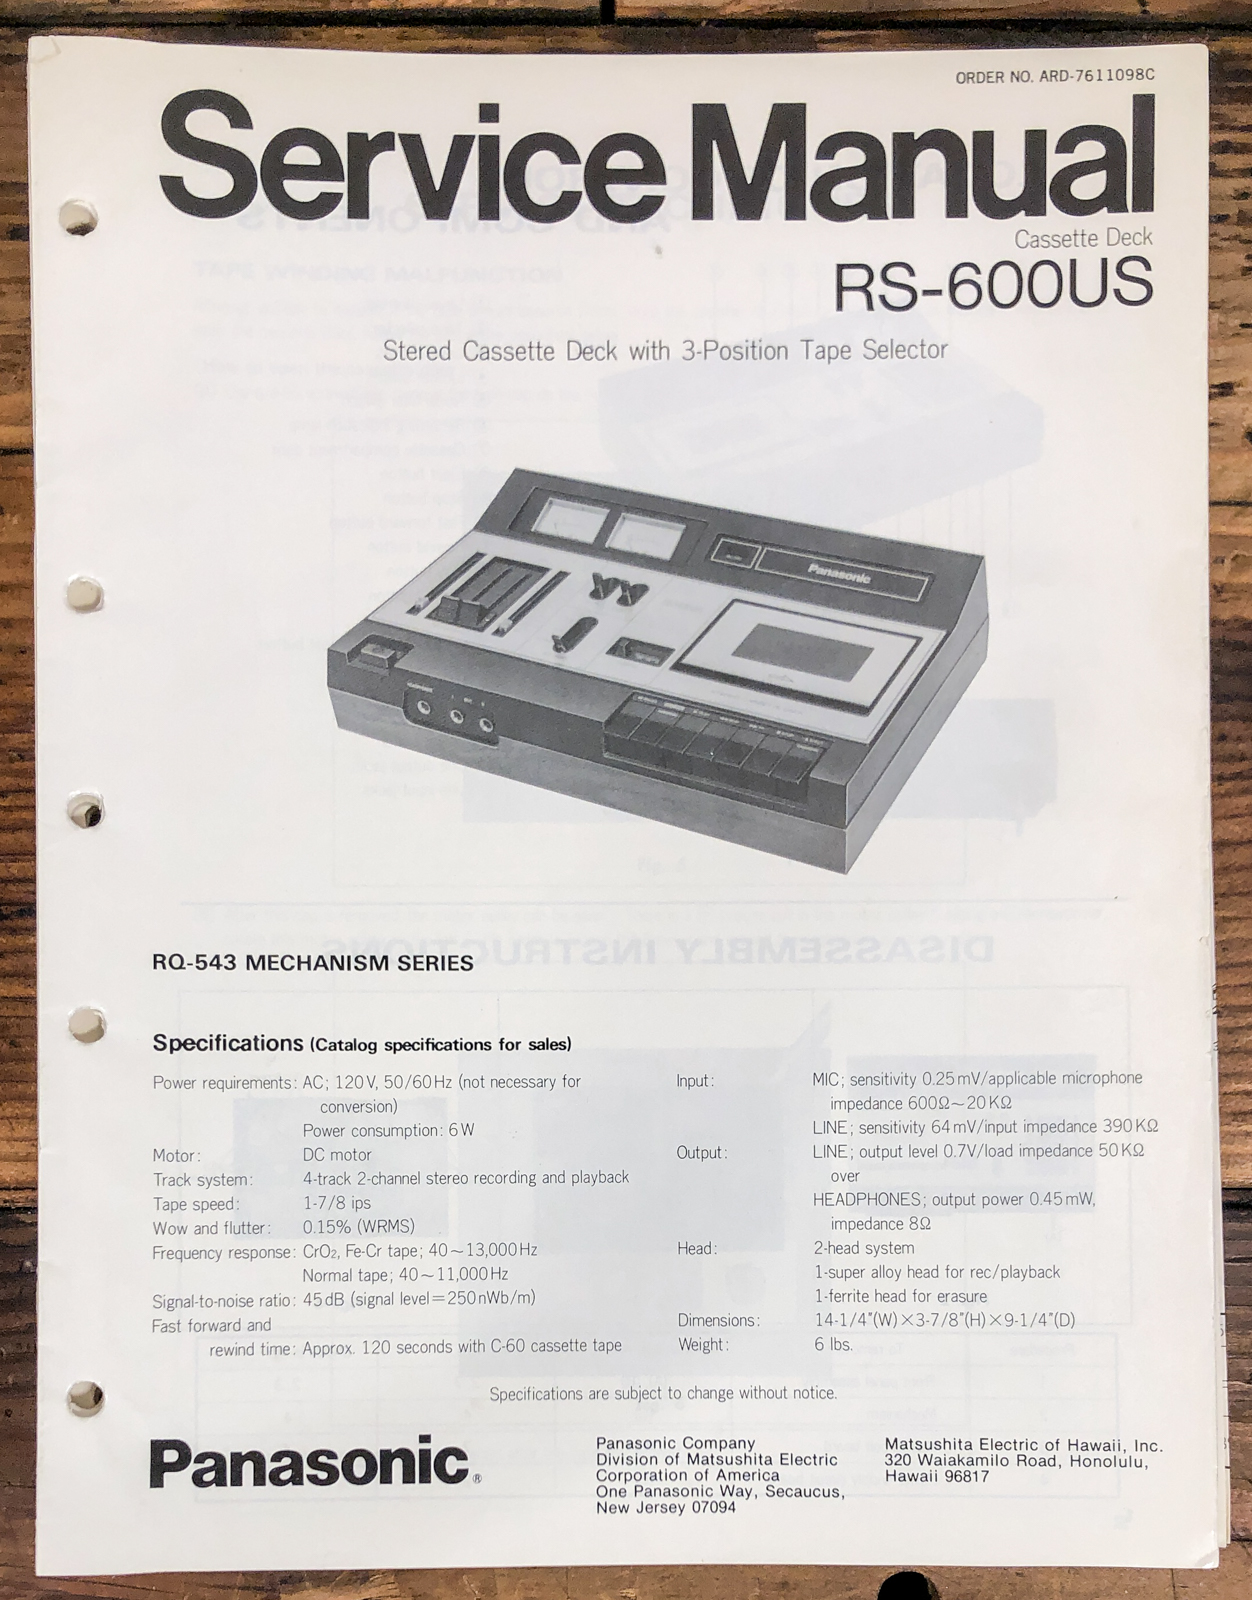 ORDER NO. ARD-7611098C
Service Manual
Cassette Deck
RS-600US
Stered Cassette Deck with 3-Position Tape Selector
Panasonic
RQ-543 MECHANISM SERIES
Specifications (Catalog specifications for sales)
Power requirements: AC; 120V, 50/60Hz (not necessary for
conversion)
Power consumption: 6W
Motor: DC motor
Track system: 4-track 2-channel stereo recording and playback
Tape speed: 1-7/8 ips
Wow and flutter: 0.15% (WRMS)
Frequency response: CrO₂, Fe-Cr tape; 40~13,000Hz
Normal tape; 40~11,000Hz
Signal-to-noise ratio: 45dB (signal level=250nWb/m)
Fast forward and
rewind time: Approx. 120 seconds with C-60 cassette tape
Input: MIC; sensitivity 0.25mV/applicable microphone
impedance 600Ω~20KΩ
LINE; sensitivity 64mV/input impedance 390KΩ
Output: LINE; output level 0.7V/load impedance 50KΩ
over
HEADPHONES; output power 0.45mW,
impedance 8Ω
Head: 2-head system
1-super alloy head for rec/playback
1-ferrite head for erasure
Dimensions: 14-1/4"(W)×3-7/8"(H)×9-1/4"(D)
Weight: 6 lbs.
Specifications are subject to change without notice.
Panasonic®
Panasonic Company
Division of Matsushita Electric
Corporation of America
One Panasonic Way, Secaucus,
New Jersey 07094
Matsushita Electric of Hawaii, Inc.
320 Waiakamilo Road, Honolulu,
Hawaii 96817